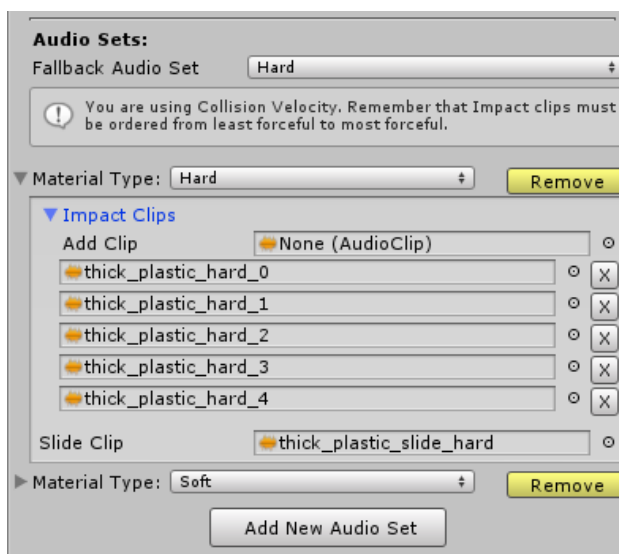 Audio Sets:
Fallback Audio Set Hard
You are using Collision Velocity. Remember that Impact clips must
be ordered from least forceful to most forceful.
Material Type: Hard Remove
Impact Clips
Add Clip None (AudioClip)
thick_plastic_hard_0 X
thick_plastic_hard_1 X
thick_plastic_hard_2 X
thick_plastic_hard_3 X
thick_plastic_hard_4 X
Slide Clip thick_plastic_slide_hard
Material Type: Soft Remove
Add New Audio Set